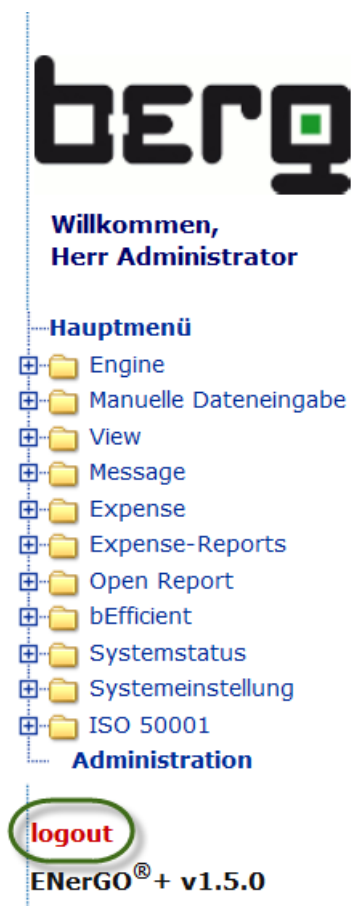 berg
Willkommen,
Herr Administrator
Hauptmenü
Engine
Manuelle Dateneingabe
View
Message
Expense
Expense-Reports
Open Report
bEfficient
Systemstatus
Systemeinstellung
ISO 50001
Administration
logout
ENerGO®+ v1.5.0